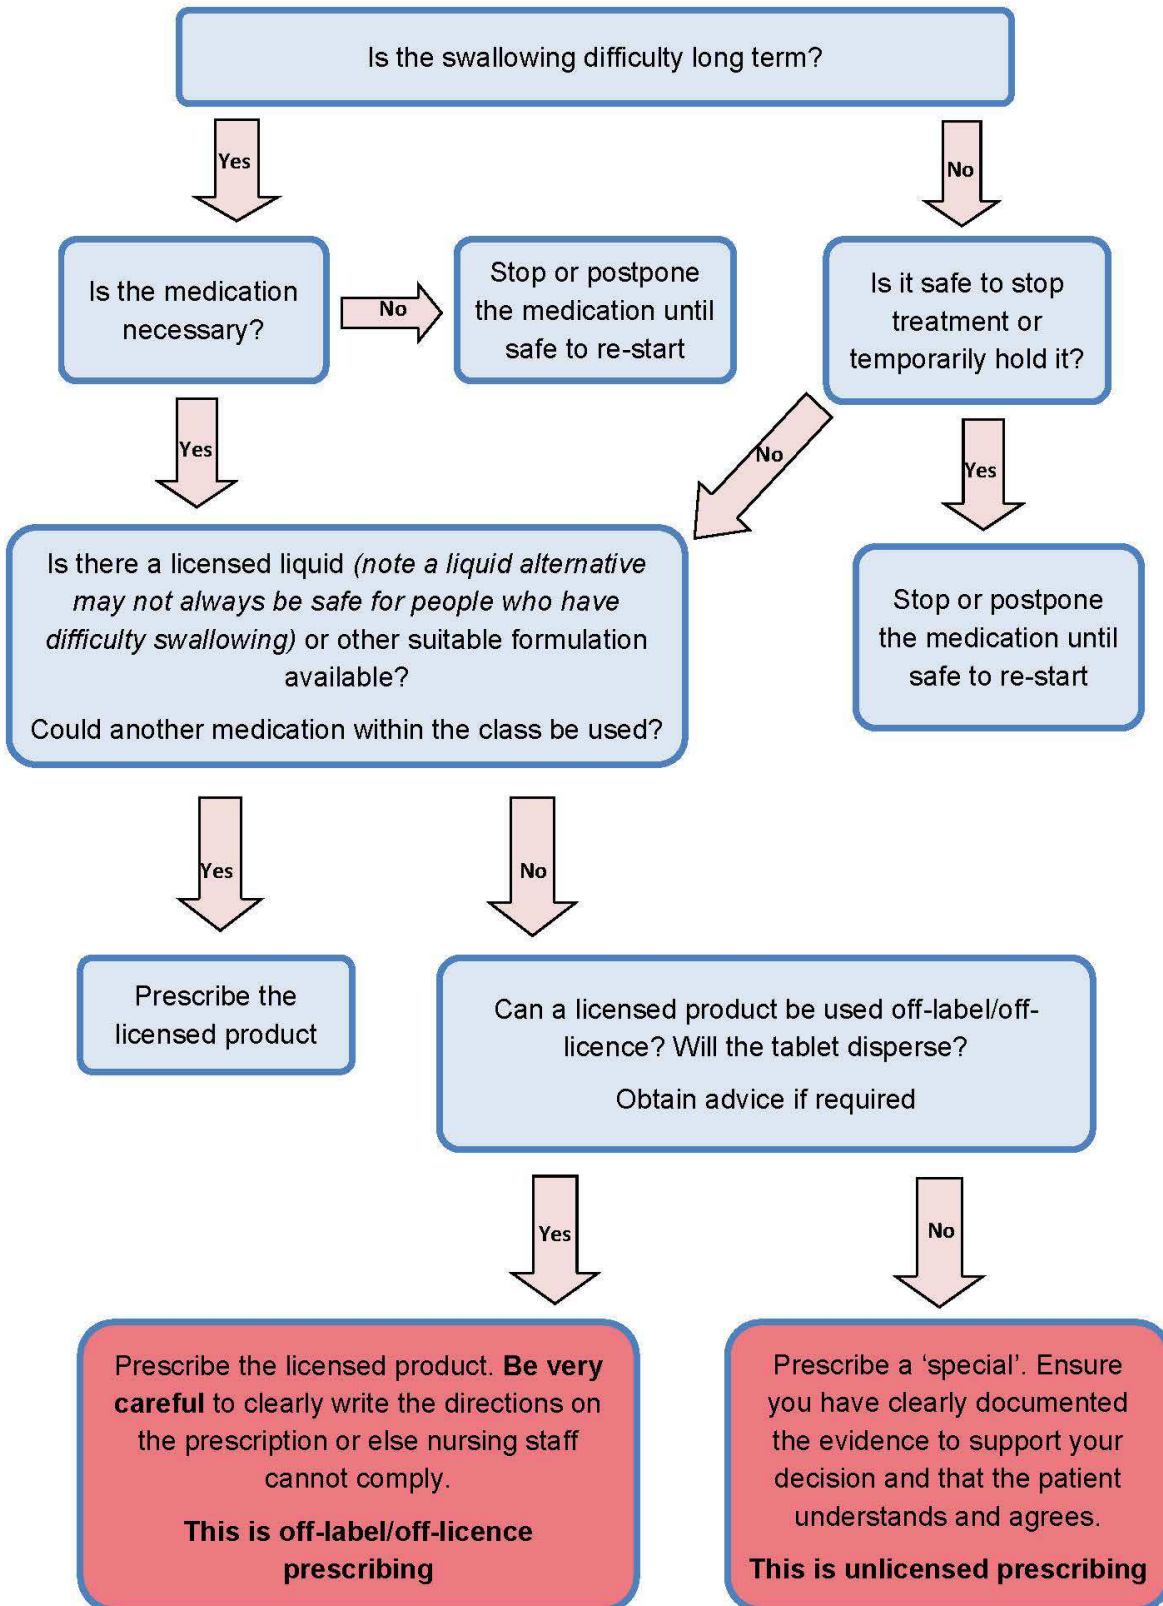 Is the swallowing difficulty long term?
Yes
No
Is the medication
necessary?
No
Stop or postpone
the medication until
safe to re-start
Is it safe to stop
treatment or
temporarily hold it?
Yes
No
Yes
Is there a licensed liquid (note a liquid alternative
may not always be safe for people who have
difficulty swallowing) or other suitable formulation
available?
Could another medication within the class be used?
Stop or postpone
the medication until
safe to re-start
Yes
No
Prescribe the
licensed product
Can a licensed product be used off-label/off-
licence? Will the tablet disperse?
Obtain advice if required
Yes
No
Prescribe the licensed product. Be very
careful to clearly write the directions on
the prescription or else nursing staff
cannot comply.
This is off-label/off-licence
prescribing
Prescribe a ‘special’. Ensure
you have clearly documented
the evidence to support your
decision and that the patient
understands and agrees.
This is unlicensed prescribing